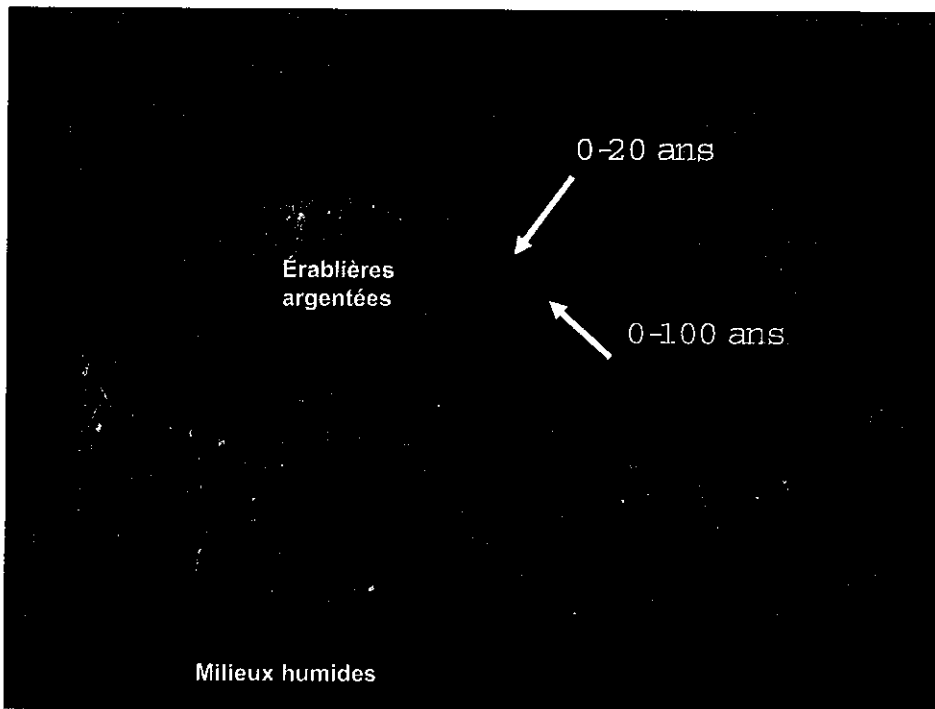 0-20 ans
Érablières
argentées
0-100 ans
Milieux humides